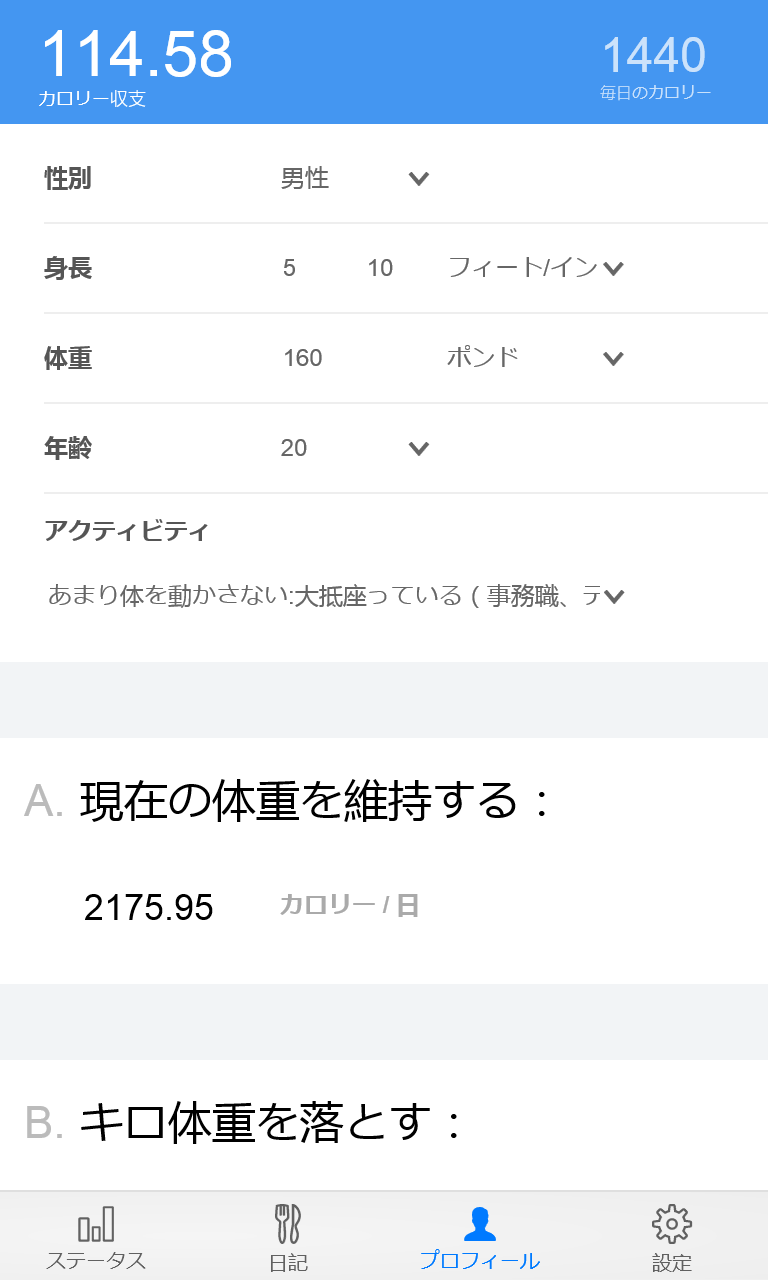 114.58
1440
カロリー収支
毎日のカロリー
性別 男性
身長 5 10 フィート/イン
体重 160 ポンド
年齢 20
アクティビティ
あまり体を動かさない:大抵座っている ( 事務職、テ
A. 現在の体重を維持する：
2175.95 カロリー / 日
B. キロ体重を落とす：
ステータス 日記 プロフィール 設定